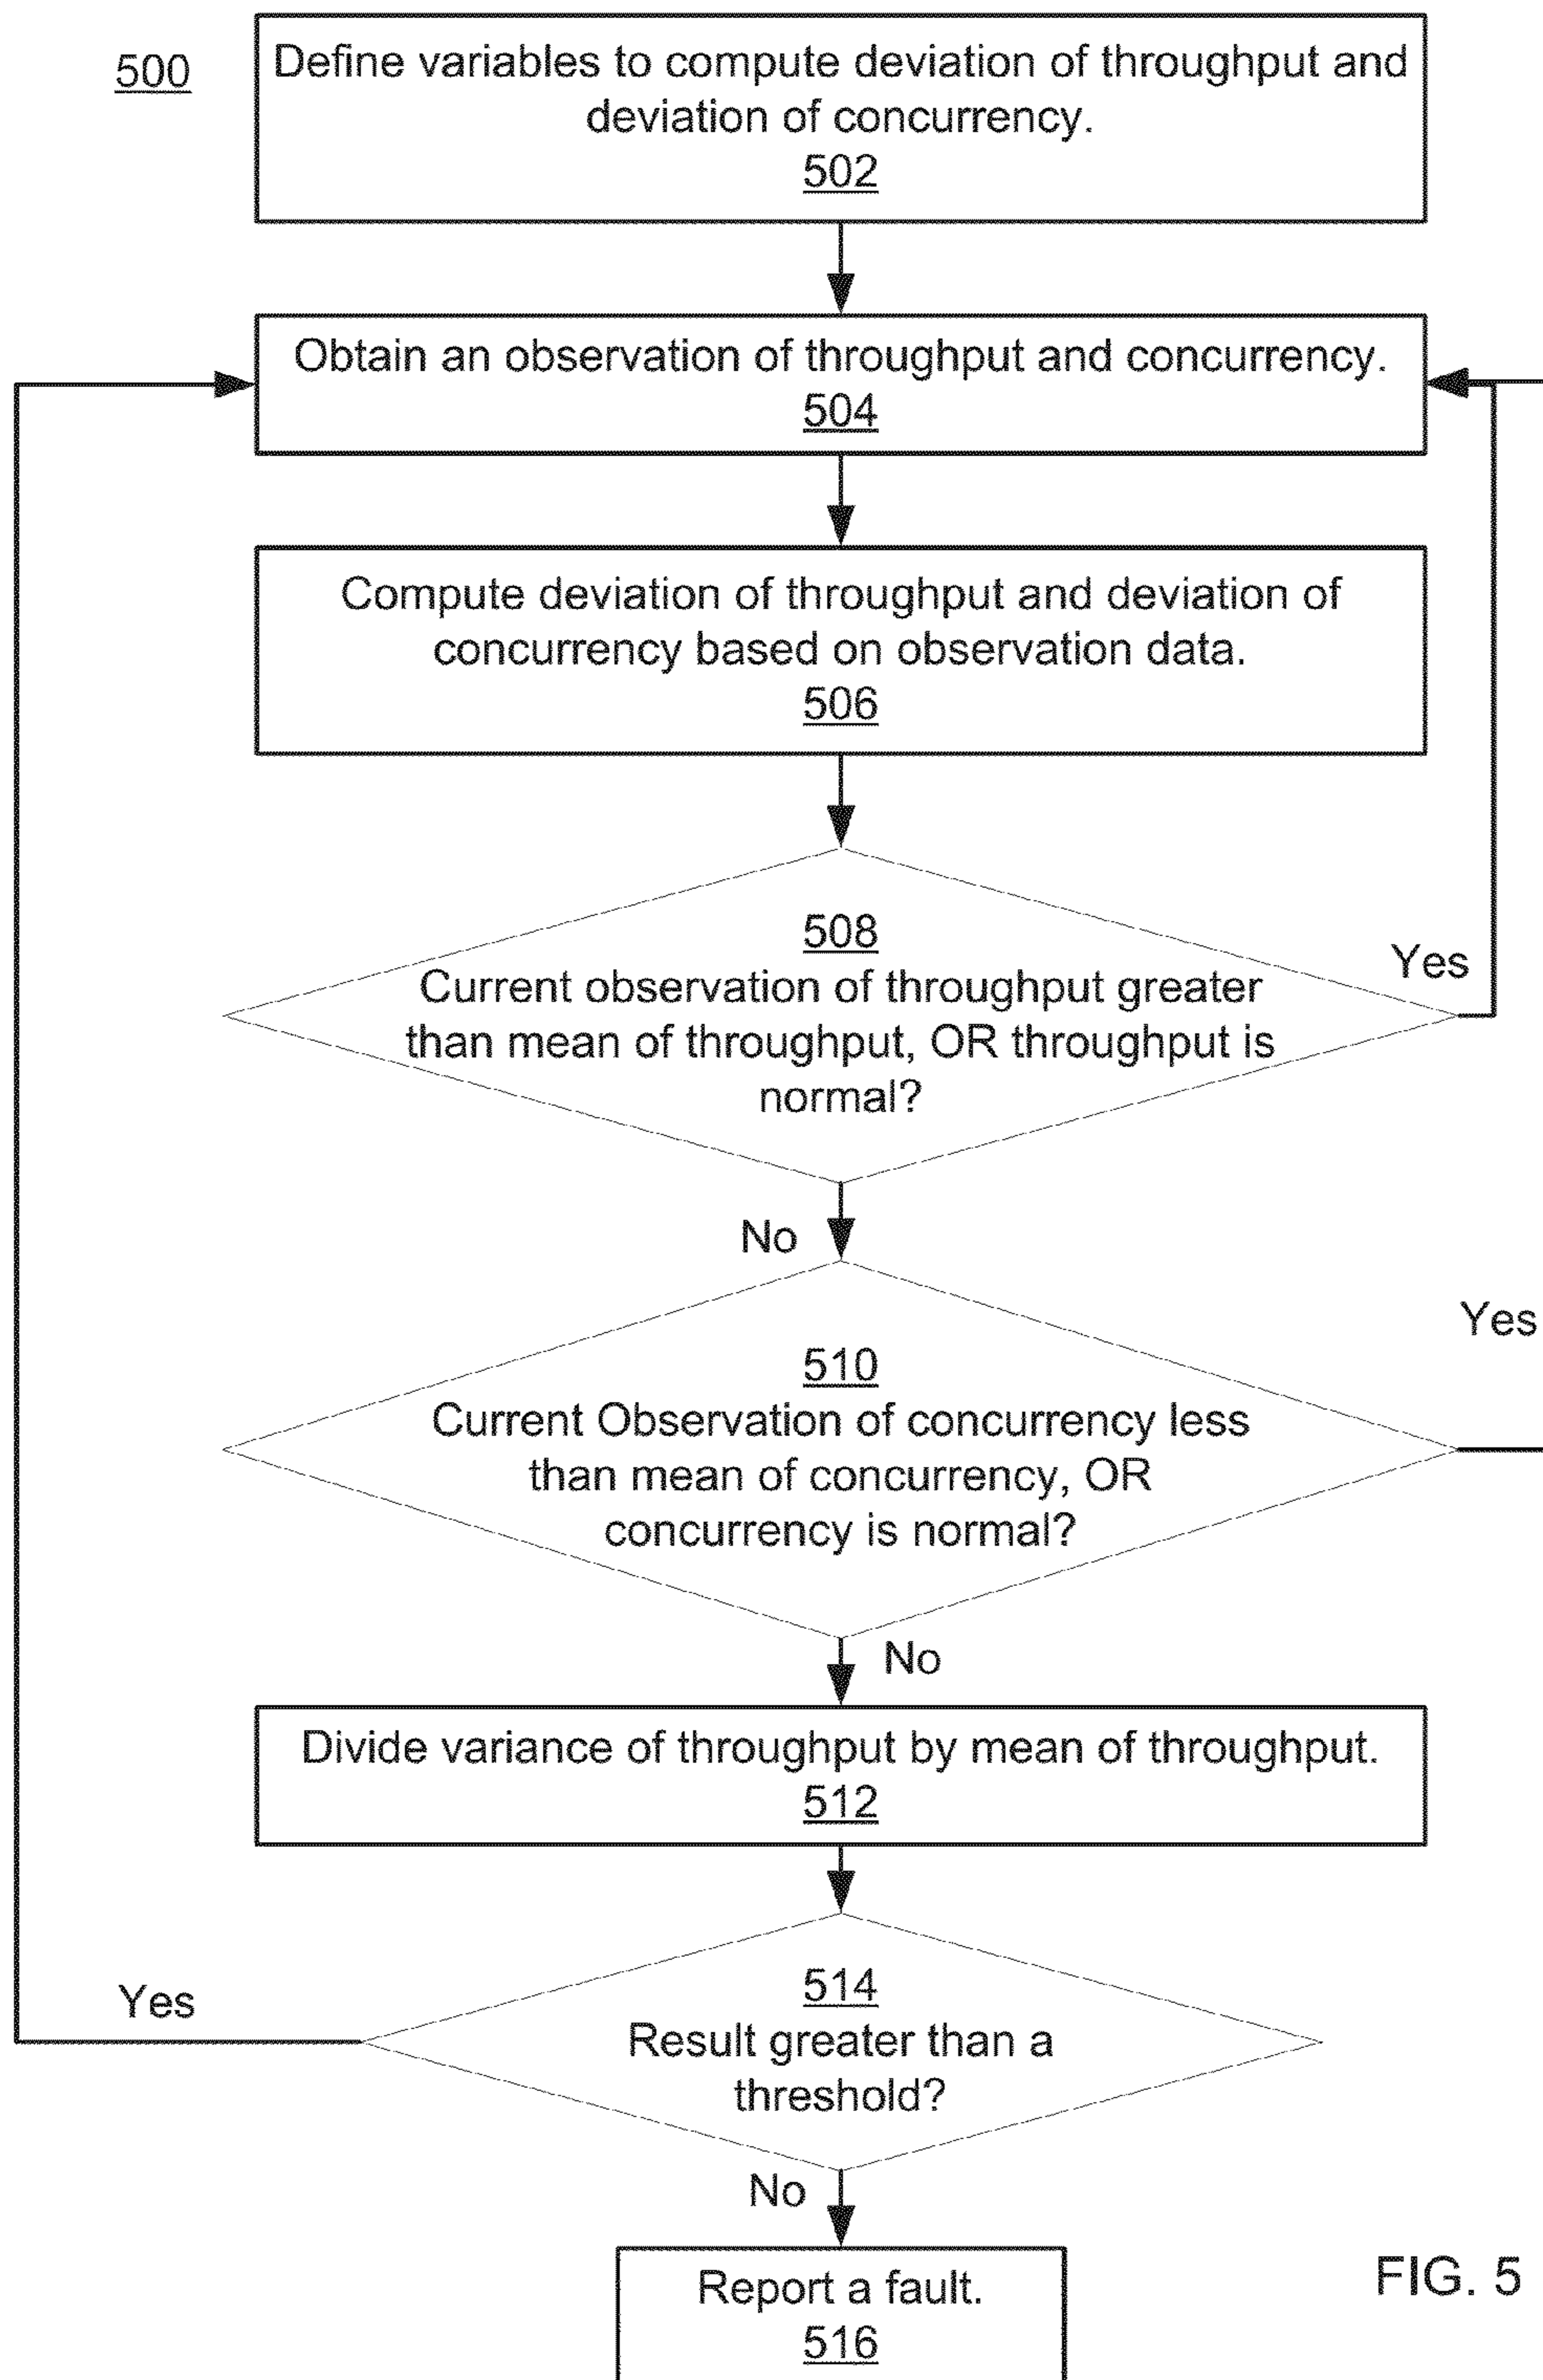 500
Define variables to compute deviation of throughput and
deviation of concurrency.
502
Obtain an observation of throughput and concurrency.
504
Compute deviation of throughput and deviation of
concurrency based on observation data.
506
508
Current observation of throughput greater
than mean of throughput, OR throughput is
normal?
Yes
No
510
Current Observation of concurrency less
than mean of concurrency, OR
concurrency is normal?
Yes
No
Divide variance of throughput by mean of throughput.
512
514
Result greater than a
threshold?
Yes
No
Report a fault.
516
FIG. 5